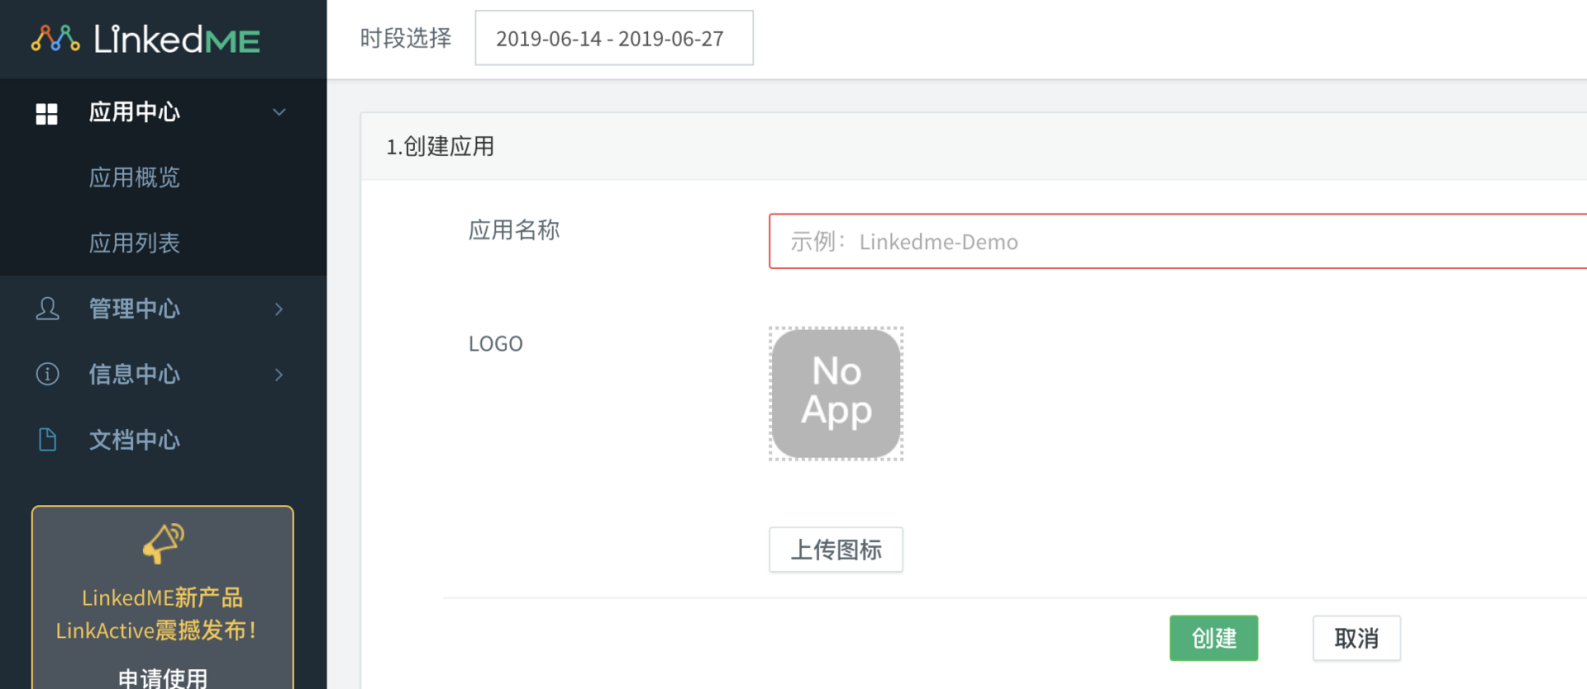 LinkedME
时段选择
2019-06-14 - 2019-06-27
应用中心
应用概览
应用列表
管理中心
信息中心
文档中心
LinkedME新产品
LinkActive震撼发布！
申请使用
1.创建应用
应用名称
示例：Linkedme-Demo
LOGO
No
App
上传图标
创建
取消